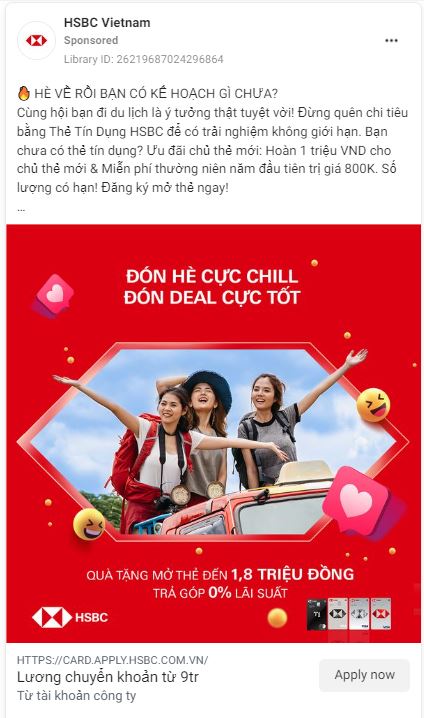 HSBC Vietnam
Sponsored
Library ID: 26219687024296864
🔥 HÈ VỀ RỒI BẠN CÓ KẾ HOẠCH GÌ CHƯA?
Cùng hội bạn đi du lịch là ý tưởng thật tuyệt vời! Đừng quên chi tiêu
bằng Thẻ Tín Dụng HSBC để có trải nghiệm không giới hạn. Bạn
chưa có thẻ tín dụng? Ưu đãi chủ thẻ mới: Hoàn 1 triệu VND cho
chủ thẻ mới & Miễn phí thường niên năm đầu tiên trị giá 800K. Số
lượng có hạn! Đăng ký mở thẻ ngay!
...
ĐÓN HÈ CỰC CHILL
ĐÓN DEAL CỰC TỐT
QUÀ TẶNG MỞ THẺ ĐẾN 1,8 TRIỆU ĐỒNG
TRẢ GÓP 0% LÃI SUẤT
HSBC
HTTPS://CARD.APPLY.HSBC.COM.VN/
Lương chuyển khoản từ 9tr
Từ tài khoản công ty
Apply now